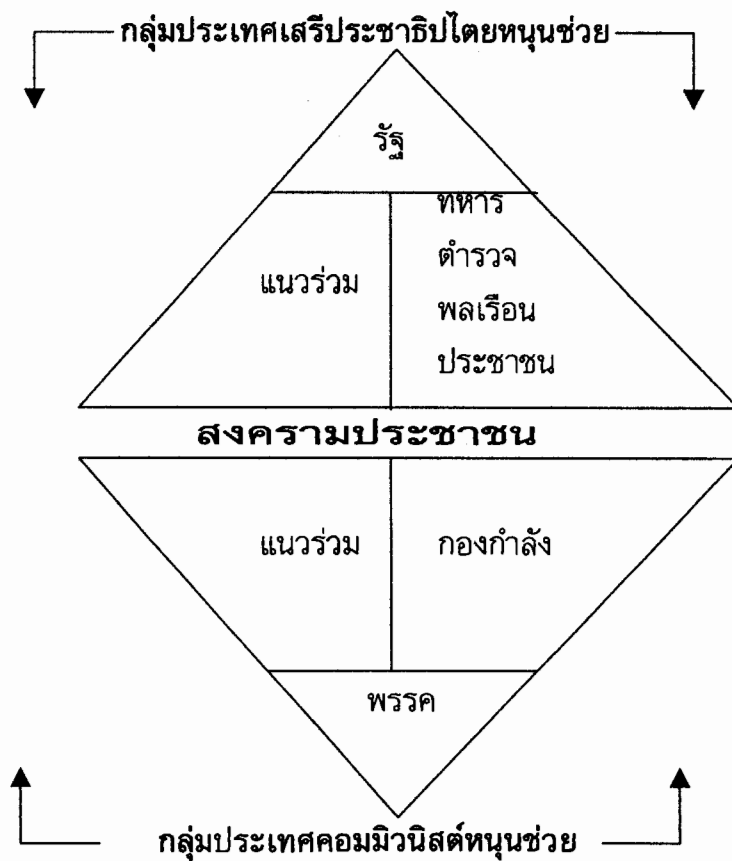 กลุ่มประเทศเสรีประชาธิปไตยหนุนช่วย
รัฐ
แนวร่วม
ทหาร
ตำรวจ
พลเรือน
ประชาชน
สงครามประชาชน
แนวร่วม
กองกำลัง
พรรค
กลุ่มประเทศคอมมิวนิสต์หนุนช่วย